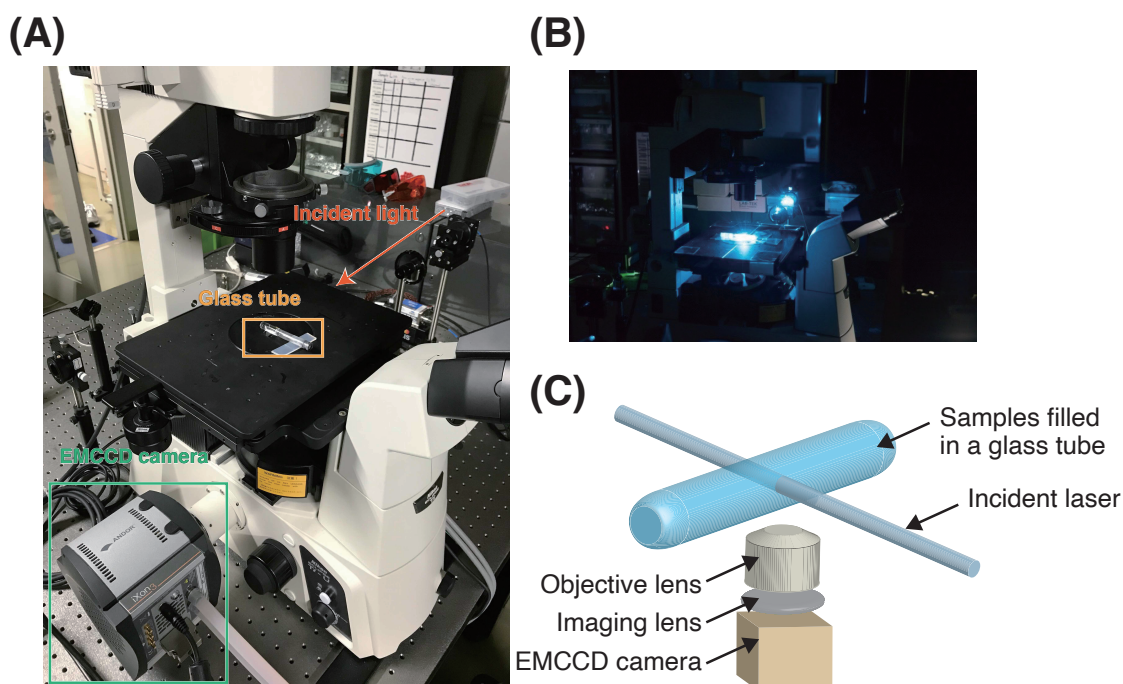 (A)
Incident light
Glass tube
EMCCD camera
ANDOR
iXon3
(B)
(C)
Samples filled
in a glass tube
Incident laser
Objective lens
Imaging lens
EMCCD camera